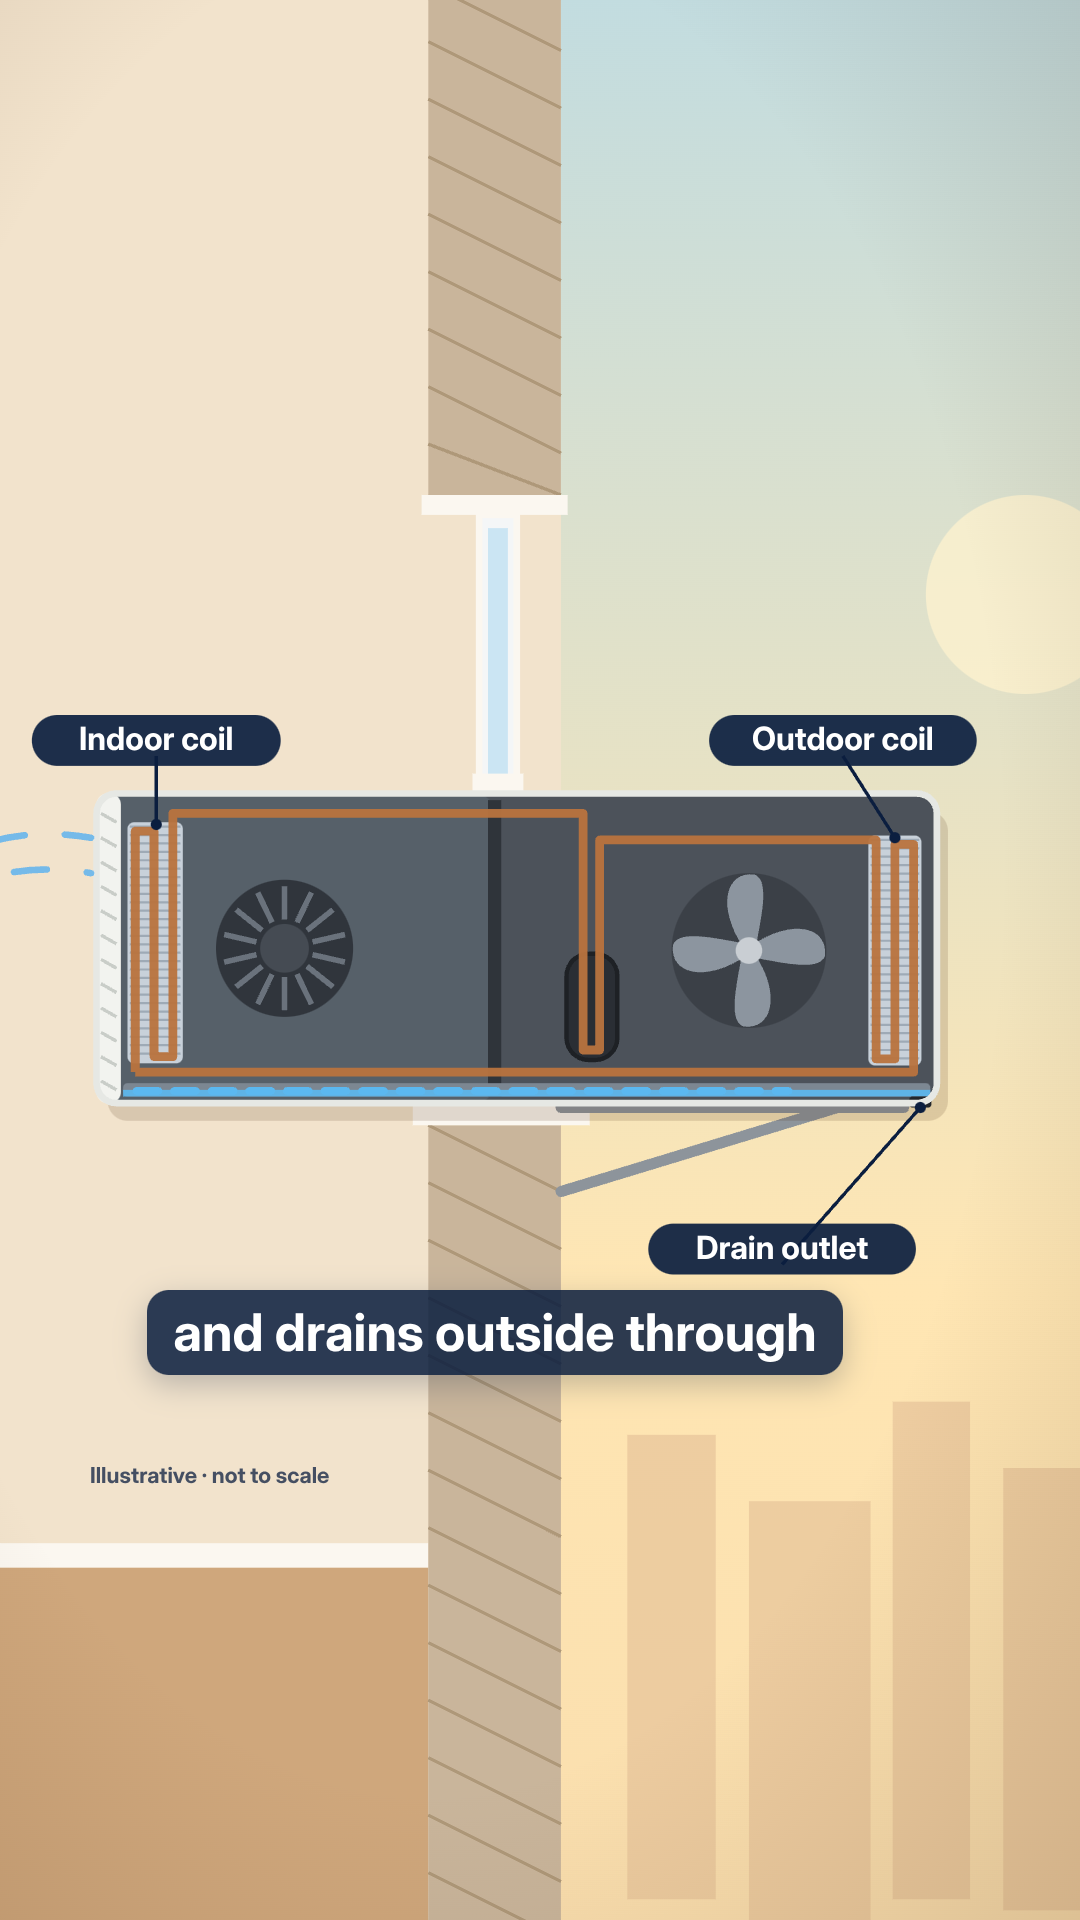 Indoor coil
Outdoor coil
Drain outlet
and drains outside through
Illustrative · not to scale